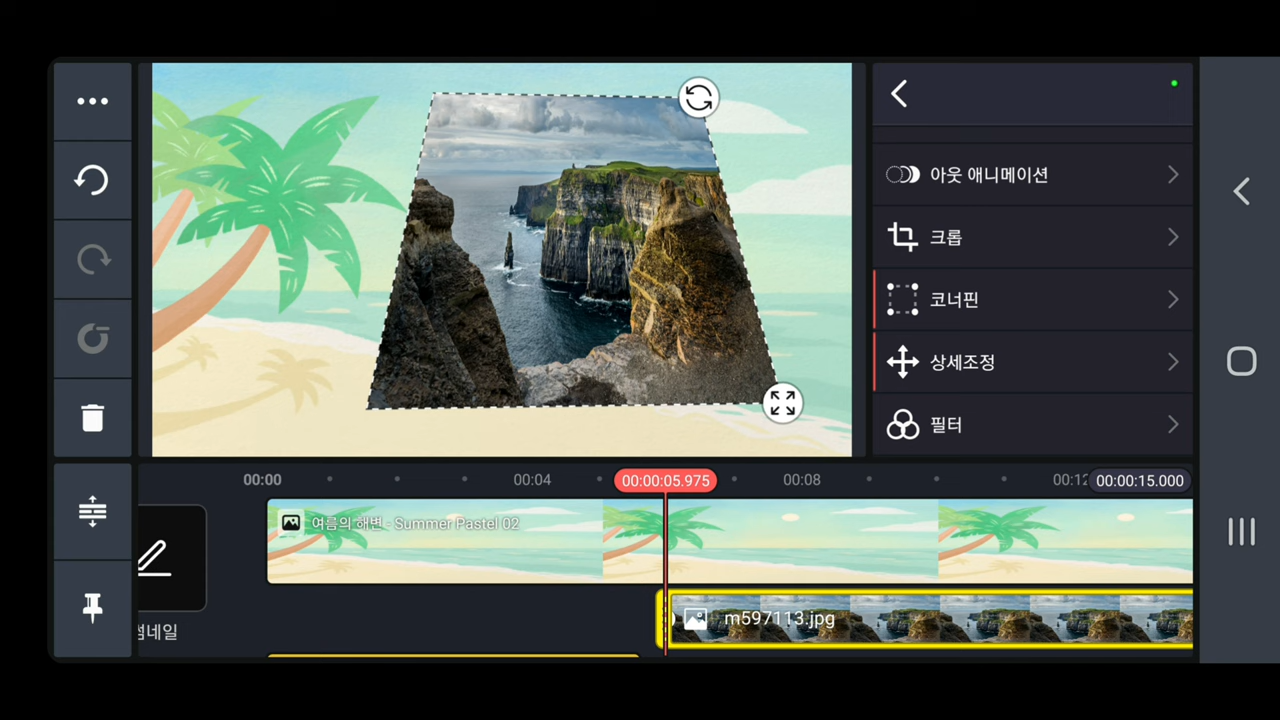 아웃 애니메이션
크롭
코너핀
상세조정
필터
00:00
00:04
00:00:05.975
00:08
00:12
00:00:15.000
여름의 해변 - Summer Pastel 02
m597113.jpg
썸네일